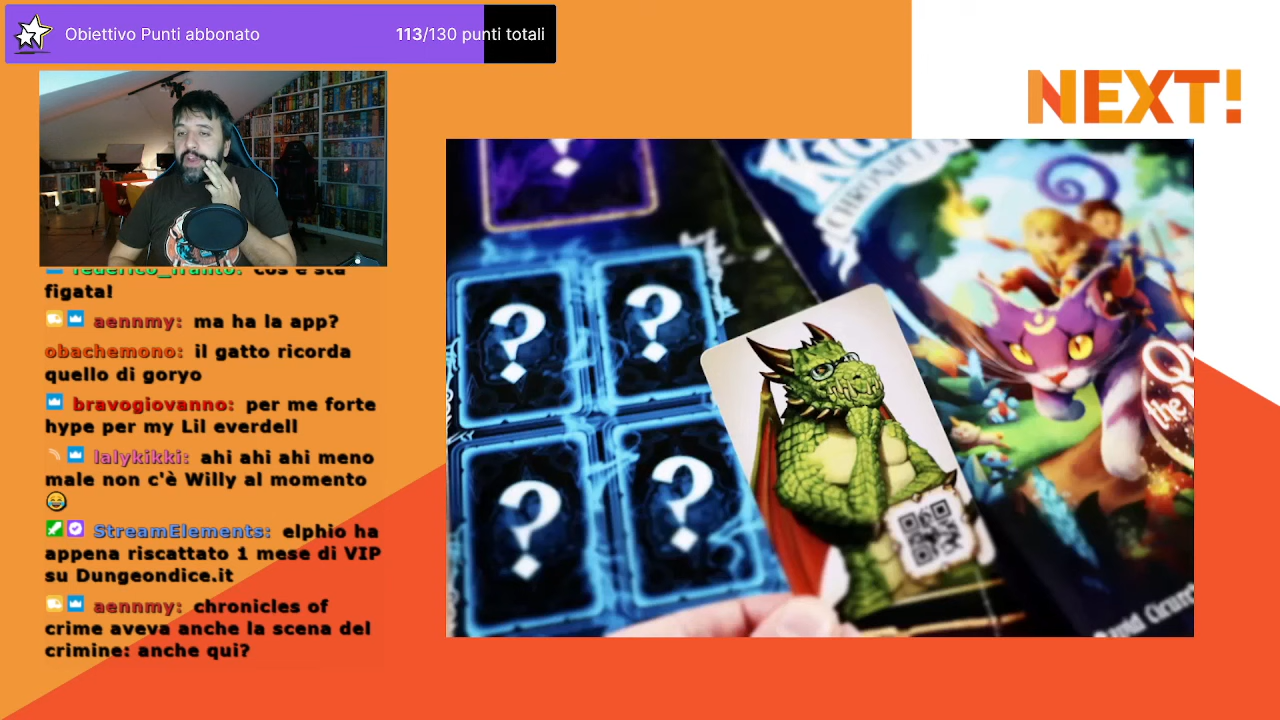 Obiettivo Punti abbonato
113/130 punti totali
NEXT!
CHRONICLES
figata!
aennmy: ma ha la app?
obachemono: il gatto ricorda
quello di goryo
bravogiovanno: per me forte
hype per my Lil everdell
lalykikki: ahi ahi ahi meno
male non c'è Willy al momento
StreamElements: elphio ha
appena riscattato 1 mese di VIP
su Dungeondice.it
aennmy: chronicles of
crime aveva anche la scena del
crimine: anche qui?
? ?
? ?
the